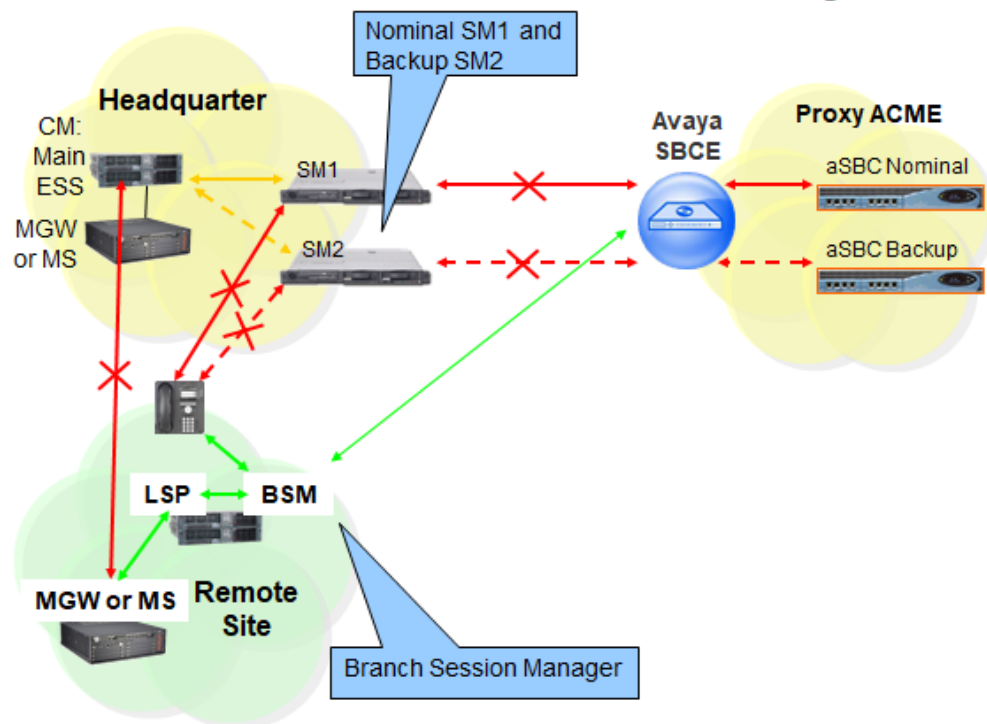 Nominal SM1 and
Backup SM2
Headquarter
CM:
Main
ESS
MGW
or MS
SM1
SM2
Avaya
SBCE
Proxy ACME
aSBC Nominal
aSBC Backup
LSP
BSM
MGW or MS
Remote
Site
Branch Session Manager